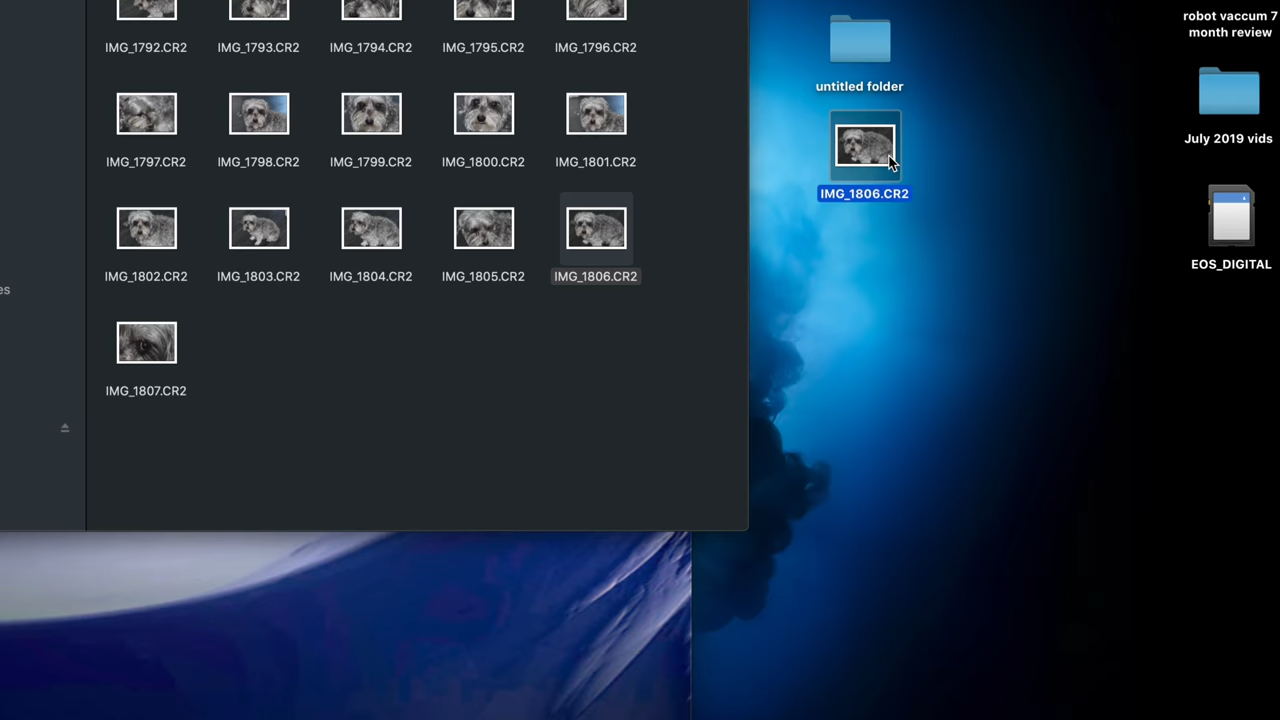 IMG_1792.CR2 IMG_1793.CR2 IMG_1794.CR2 IMG_1795.CR2 IMG_1796.CR2
IMG_1797.CR2 IMG_1798.CR2 IMG_1799.CR2 IMG_1800.CR2 IMG_1801.CR2
IMG_1802.CR2 IMG_1803.CR2 IMG_1804.CR2 IMG_1805.CR2 IMG_1806.CR2
es
IMG_1807.CR2
untitled folder
IMG_1806.CR2
robot vaccum 7
month review
July 2019 vids
EOS_DIGITAL